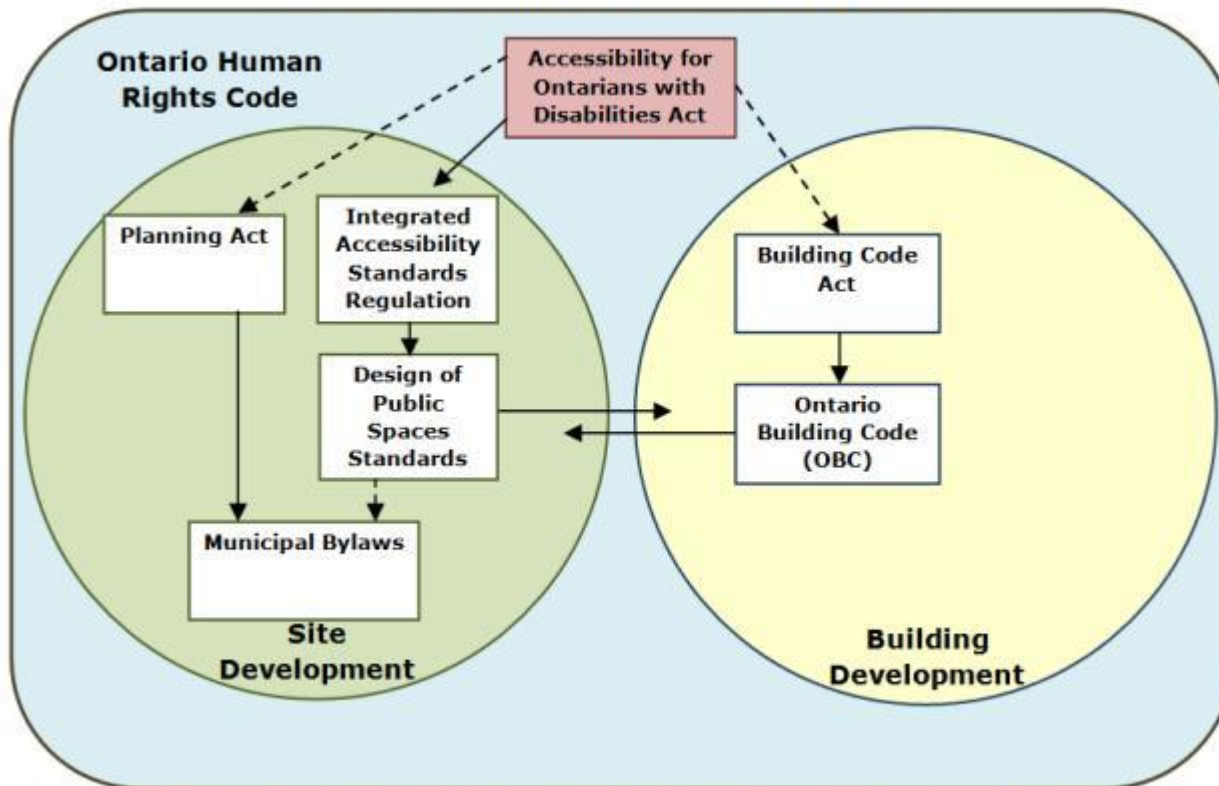 Ontario Human
Rights Code
Accessibility for
Ontarians with
Disabilities Act
Planning Act
Integrated
Accessibility
Standards
Regulation
Design of
Public
Spaces
Standards
Municipal Bylaws
Site
Development
Building Code
Act
Ontario
Building Code
(OBC)
Building
Development